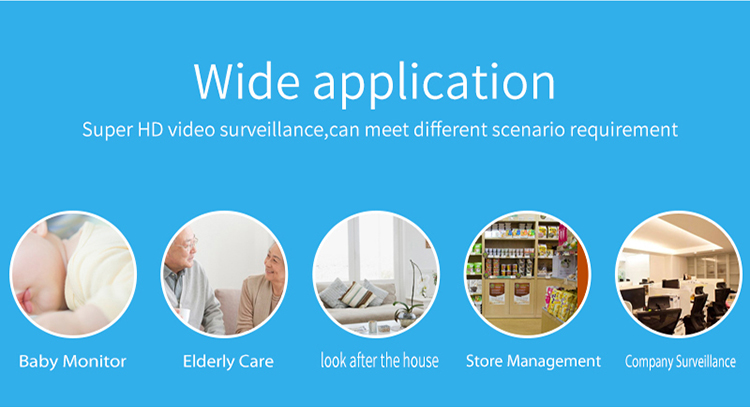 Wide application
Super HD video surveillance,can meet different scenario requirement
Baby Monitor
Elderly Care
look after the house
Store Management
Company Surveillance